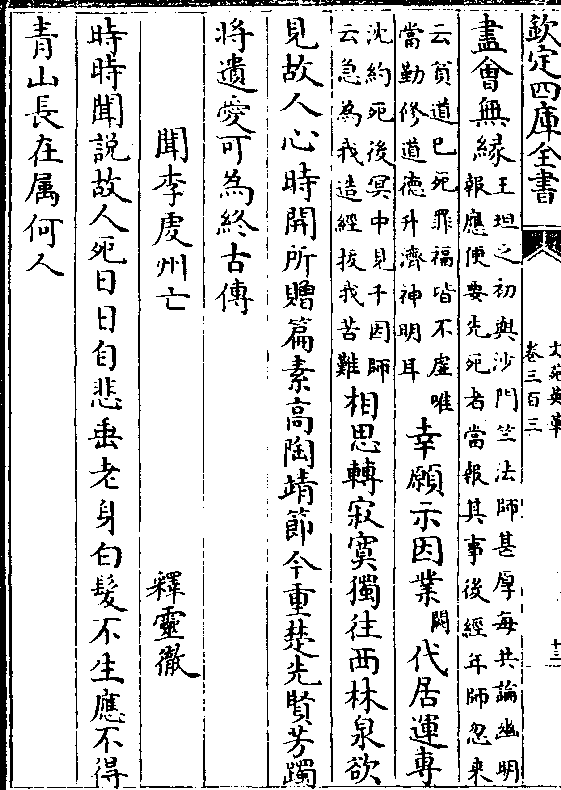 欽定四庫全書
文苑英華
卷三百三
十三
盡會無緣
王坦之初與沙門竺法師甚厚每共論幽明
報應便要先死者當報其事後經年師忽來
云貧道已死罪福皆不虛唯
當勤修道德升濟神明耳
幸願示因業
闕
代居運專
沈約死後冥中見千因師
云急為我造經拔我苦難
相思轉寂寞獨往西林泉欲
見故人心時開所贈篇素高陶靖節今重楚先賢芳躅
將遺愛可為終古傳
聞李處州亡
釋靈徹
時時聞說故人死日日自悲垂老身白髮不生應不得
青山長在属何人